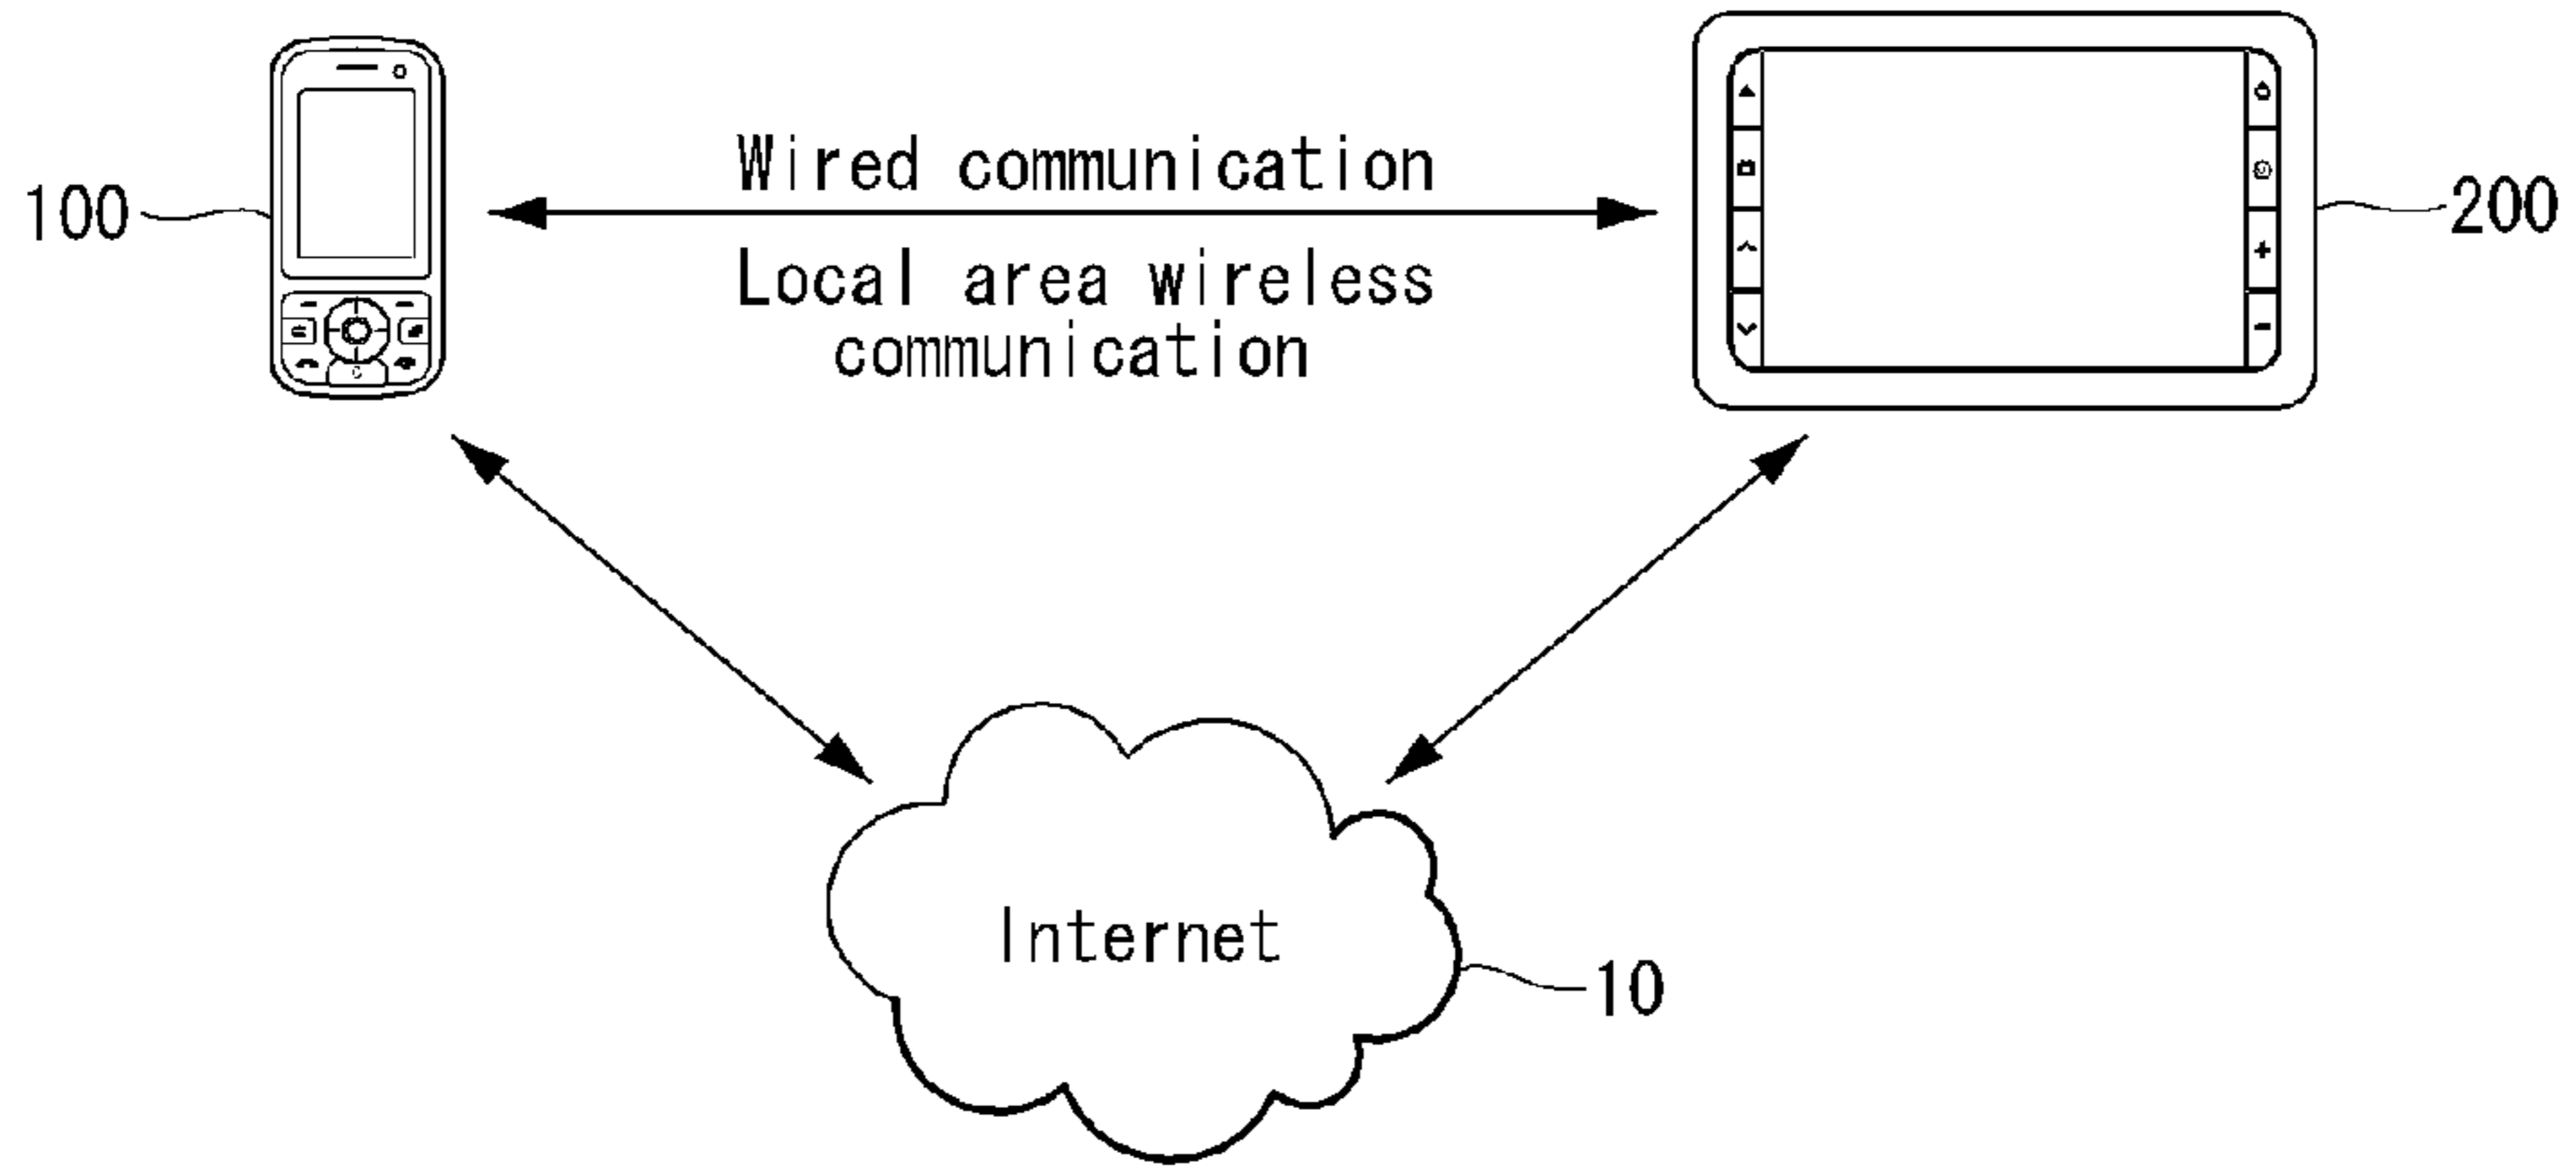 Wired communication
100
200
Local area wireless
communication
Internet
10